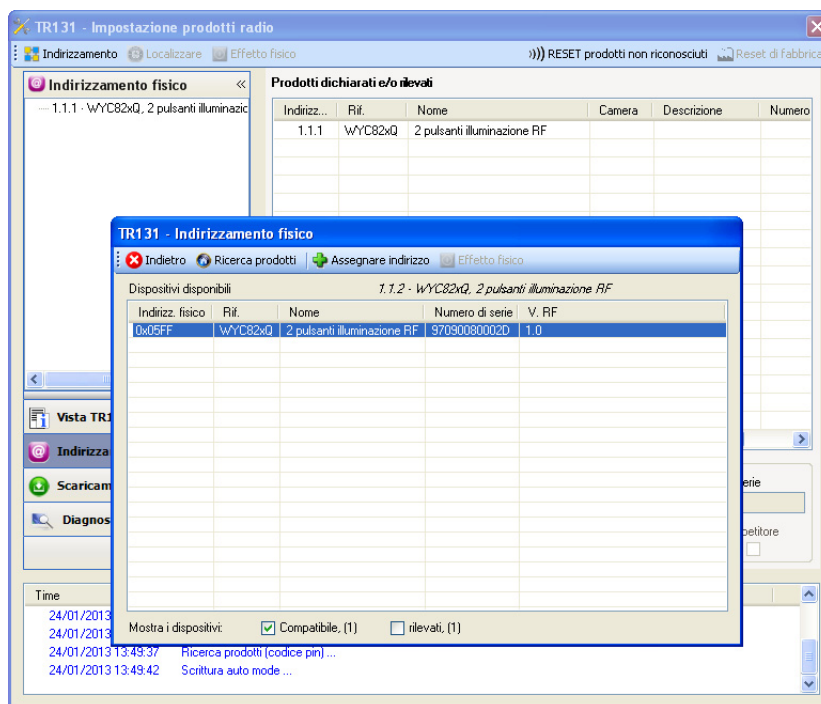 TR131 - Impostazione prodotti radio
Indirizzamento Localizzare Effetto fisico ))) RESET prodotti non riconosciuti Reset di fabbrica
Indirizzamento fisico «
1.1.1 - WYC82xQ, 2 pulsanti illuminazic
Prodotti dichiarati e/o rilevati
Indirizz... Rif. Nome Camera Descrizione Numero
1.1.1 WYC82xQ 2 pulsanti illuminazione RF
TR131 - Indirizzamento fisico
Indietro Ricerca prodotti Assegnare indirizzo Effetto fisico
Dispositivi disponibili 1.1.2 - WYC82xQ, 2 pulsanti illuminazione RF
Indirizz. fisico Rif. Nome Numero di serie V. RF
0x05FF WYC82xQ 2 pulsanti illuminazione RF 97090080002D 1.0
Mostra i dispositivi: Compatibile, (1) rilevati, (1)
Vista TR1
Indirizza
Scaricam
Diagnos
erie
petitore
Time
24/01/2013
24/01/2013
24/01/2013 13:49:37 Ricerca prodotti (codice pin) ...
24/01/2013 13:49:42 Scrittura auto mode ...